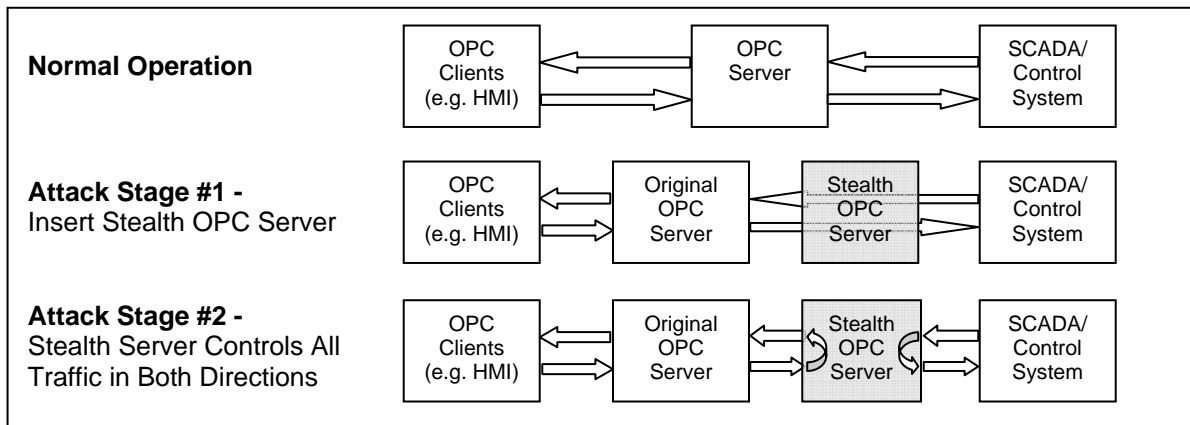 Normal Operation
OPC
Clients
(e.g. HMI)
OPC
Server
SCADA/
Control
System
Attack Stage #1 -
Insert Stealth OPC Server
OPC
Clients
(e.g. HMI)
Original
OPC
Server
Stealth
OPC
Server
SCADA/
Control
System
Attack Stage #2 -
Stealth Server Controls All
Traffic in Both Directions
OPC
Clients
(e.g. HMI)
Original
OPC
Server
Stealth
OPC
Server
SCADA/
Control
System